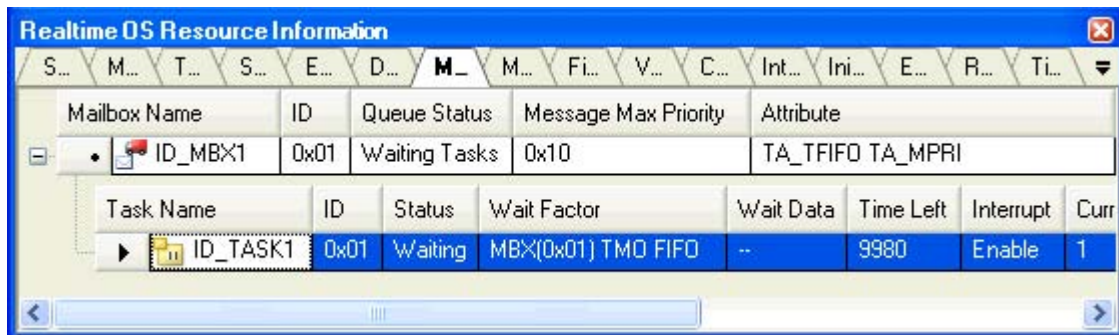 Realtime OS Resource Information
S... M... T... S... E... D... M... M... Fi... V... C... Int... Ini... E... R... Ti...
Mailbox Name ID Queue Status Message Max Priority Attribute
ID_MBX1 0x01 Waiting Tasks 0x10 TA_TFIFO TA_MPRI
Task Name ID Status Wait Factor Wait Data Time Left Interrupt Curr
ID_TASK1 0x01 Waiting MBX(0x01) TMO FIFO -- 9980 Enable 1